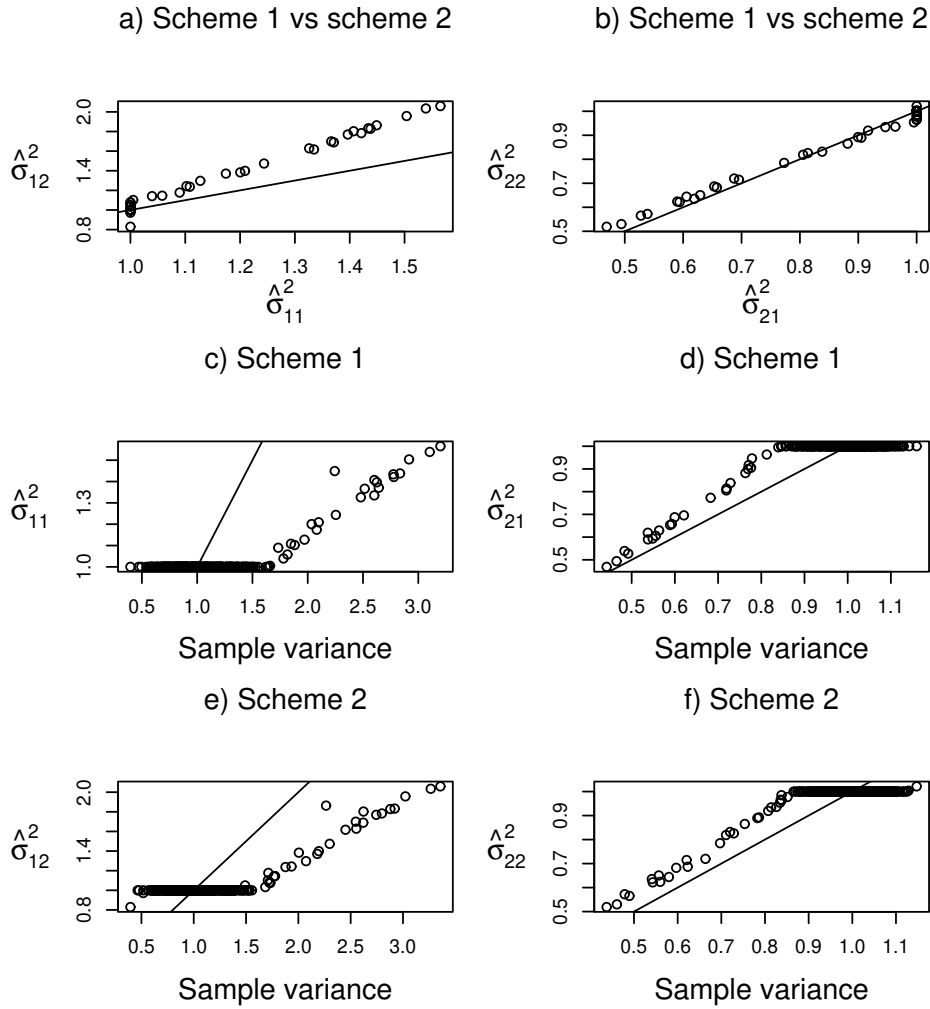 a) Scheme 1 vs scheme 2
b) Scheme 1 vs scheme 2
σ̂²₁₂
0.8 1.4 2.0
1.0 1.1 1.2 1.3 1.4 1.5
σ̂²₁₁
σ̂²₂₂
0.5 0.7 0.9
0.5 0.6 0.7 0.8 0.9 1.0
σ̂²₂₁
c) Scheme 1
d) Scheme 1
σ̂²₁₁
1.0 1.3
0.5 1.0 1.5 2.0 2.5 3.0
Sample variance
σ̂²₂₁
0.5 0.7 0.9
0.5 0.6 0.7 0.8 0.9 1.0 1.1
Sample variance
e) Scheme 2
f) Scheme 2
σ̂²₁₂
0.8 1.4 2.0
0.5 1.0 1.5 2.0 2.5 3.0
Sample variance
σ̂²₂₂
0.5 0.7 0.9
0.5 0.6 0.7 0.8 0.9 1.0 1.1
Sample variance